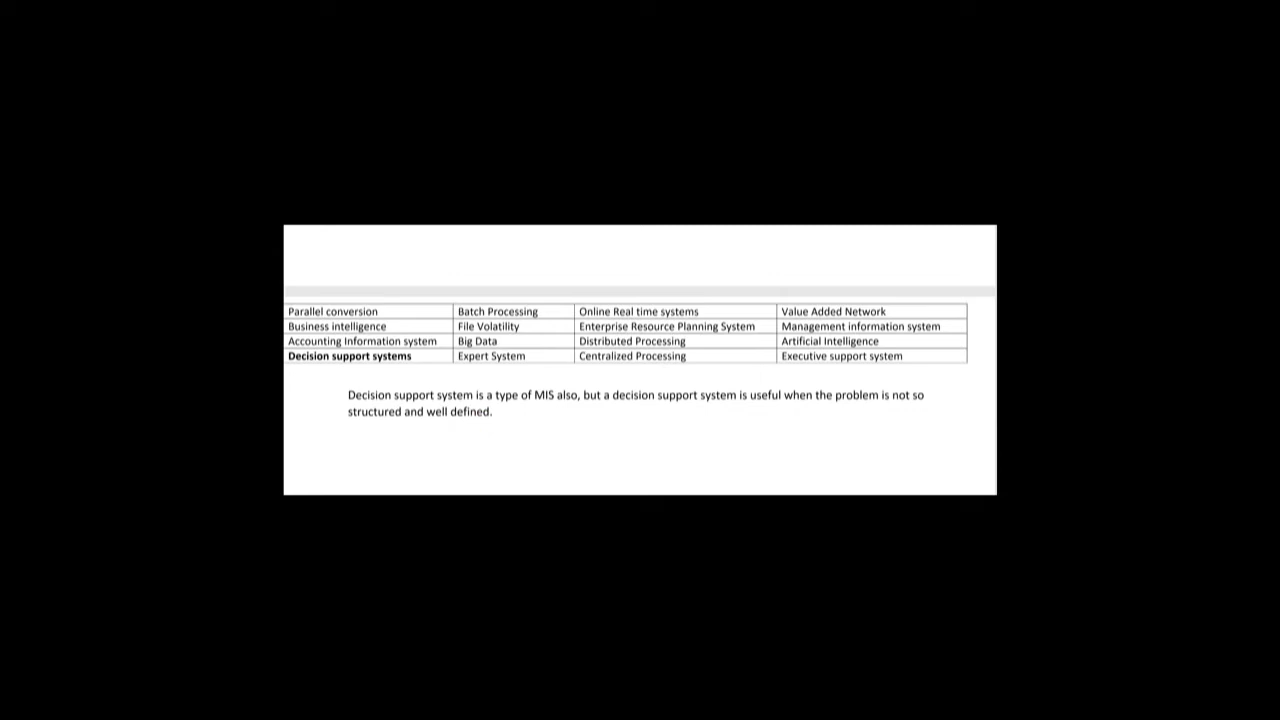 Parallel conversion Batch Processing Online Real time systems Value Added Network
Business intelligence File Volatility Enterprise Resource Planning System Management information system
Accounting Information system Big Data Distributed Processing Artificial Intelligence
Decision support systems Expert System Centralized Processing Executive support system
Decision support system is a type of MIS also, but a decision support system is useful when the problem is not so
structured and well defined.